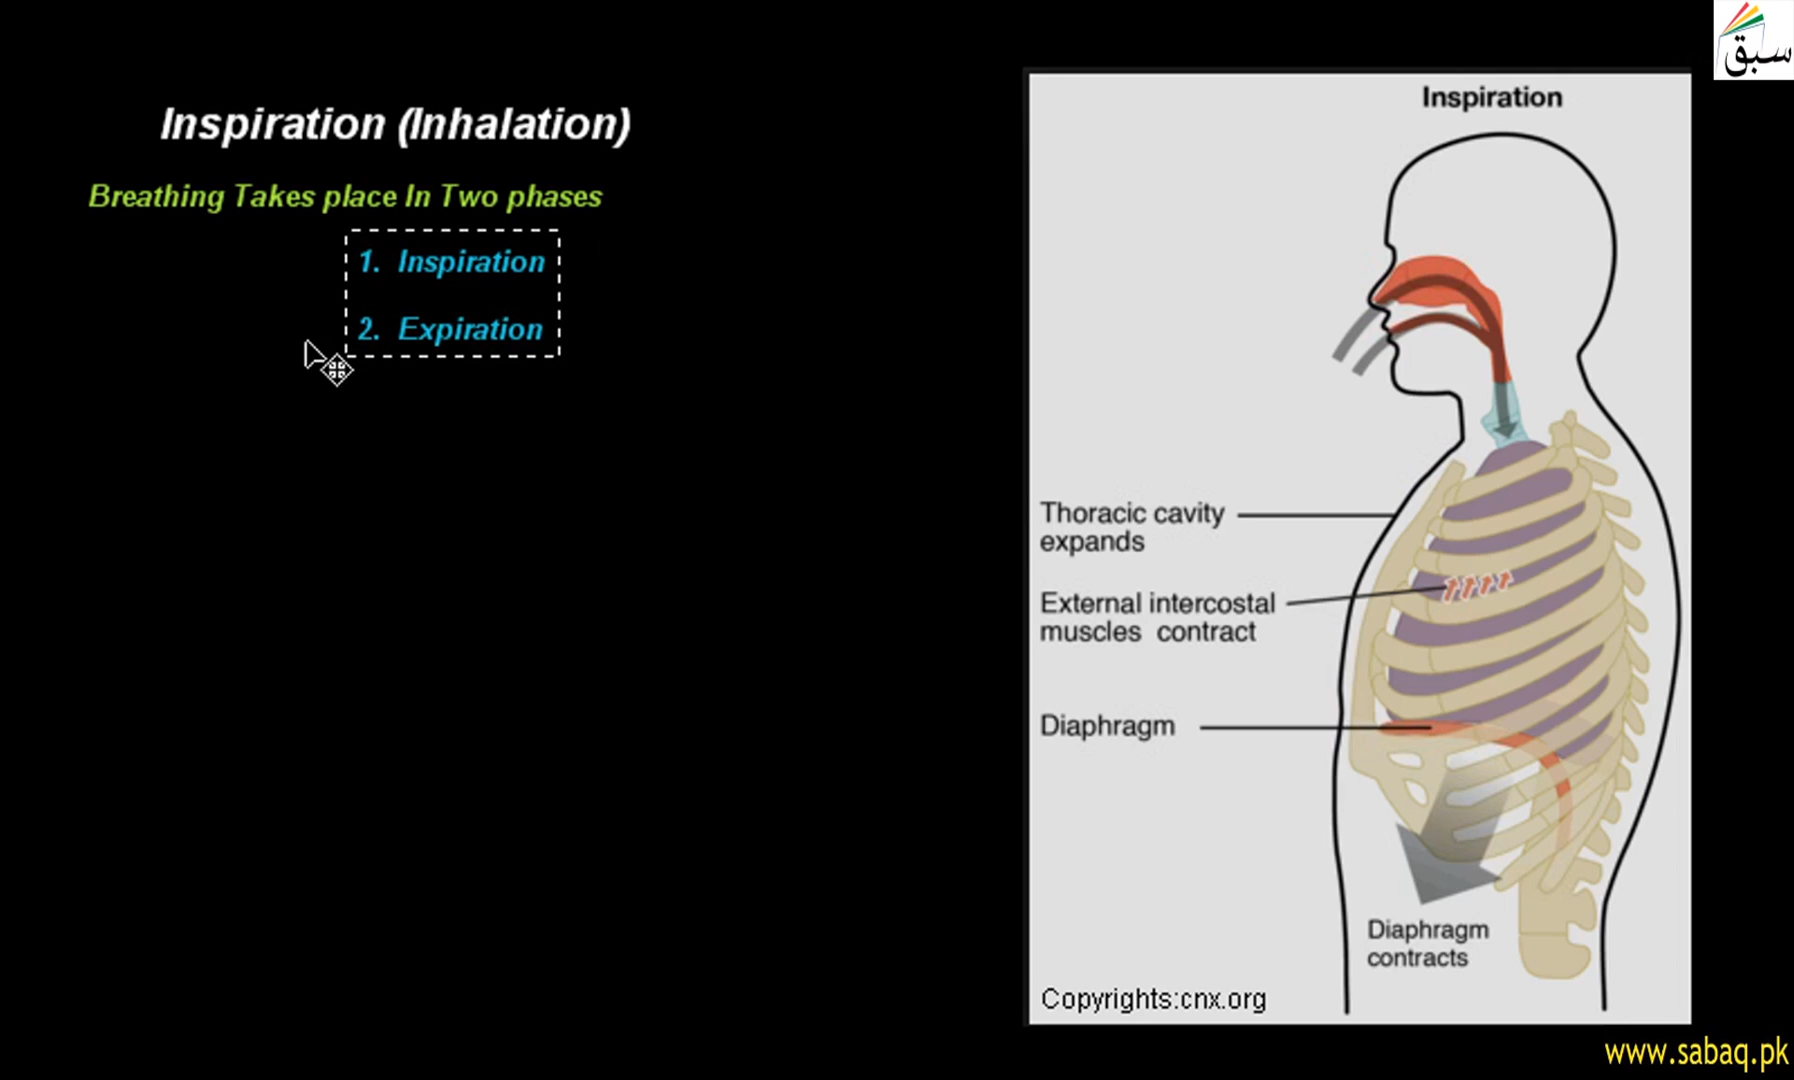 سبق
Inspiration (Inhalation)
Breathing Takes place In Two phases
1. Inspiration
2. Expiration
Inspiration
Thoracic cavity
expands
External intercostal
muscles contract
Diaphragm
Diaphragm
contracts
Copyrights:cnx.org
www.sabaq.pk